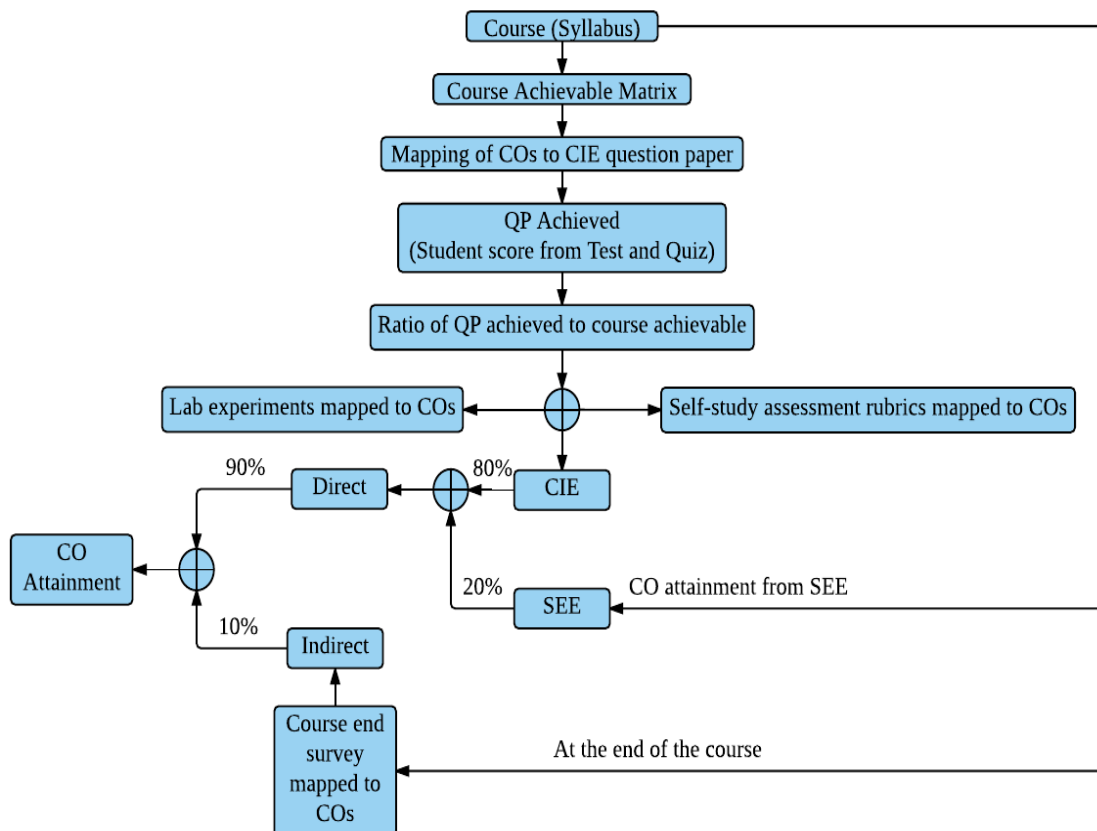 Course (Syllabus)
Course Achievable Matrix
Mapping of COs to CIE question paper
QP Achieved
(Student score from Test and Quiz)
Ratio of QP achieved to course achievable
Lab experiments mapped to COs
Self-study assessment rubrics mapped to COs
90%
Direct
80%
CIE
CO
Attainment
20%
SEE
CO attainment from SEE
10%
Indirect
Course end
survey
mapped to
COs
At the end of the course